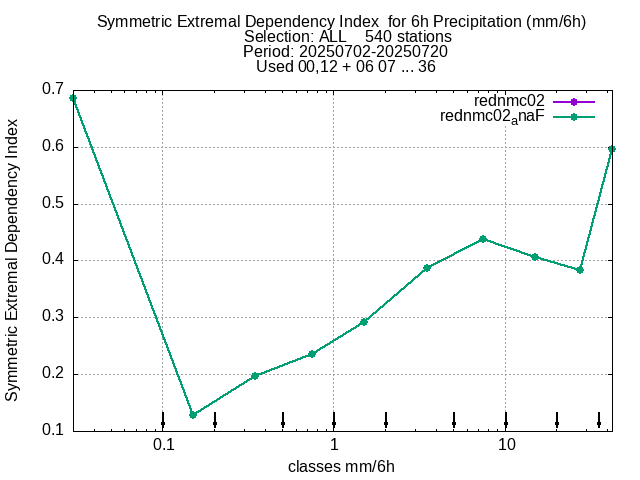 Symmetric Extremal Dependency Index  for 6h Precipitation (mm/6h)
Selection: ALL    540 stations
Period: 20250702-20250720
Used 00,12 + 06 07 ... 36
rednmc02
rednmc02anaF
0.7
0.6
0.5
0.4
0.3
0.2
0.1
Symmetric Extremal Dependency Index
0.1 1 10
classes mm/6h